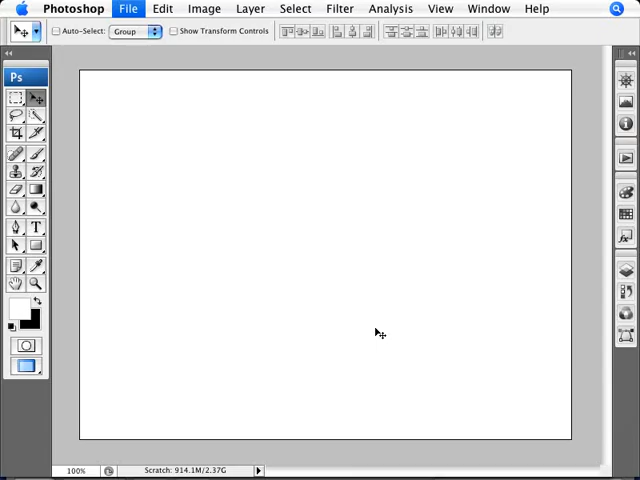 Photoshop File Edit Image Layer Select Filter Analysis View Window Help
Auto-Select: Group Show Transform Controls
Ps
T
100% Scratch: 914.1M/2.37G